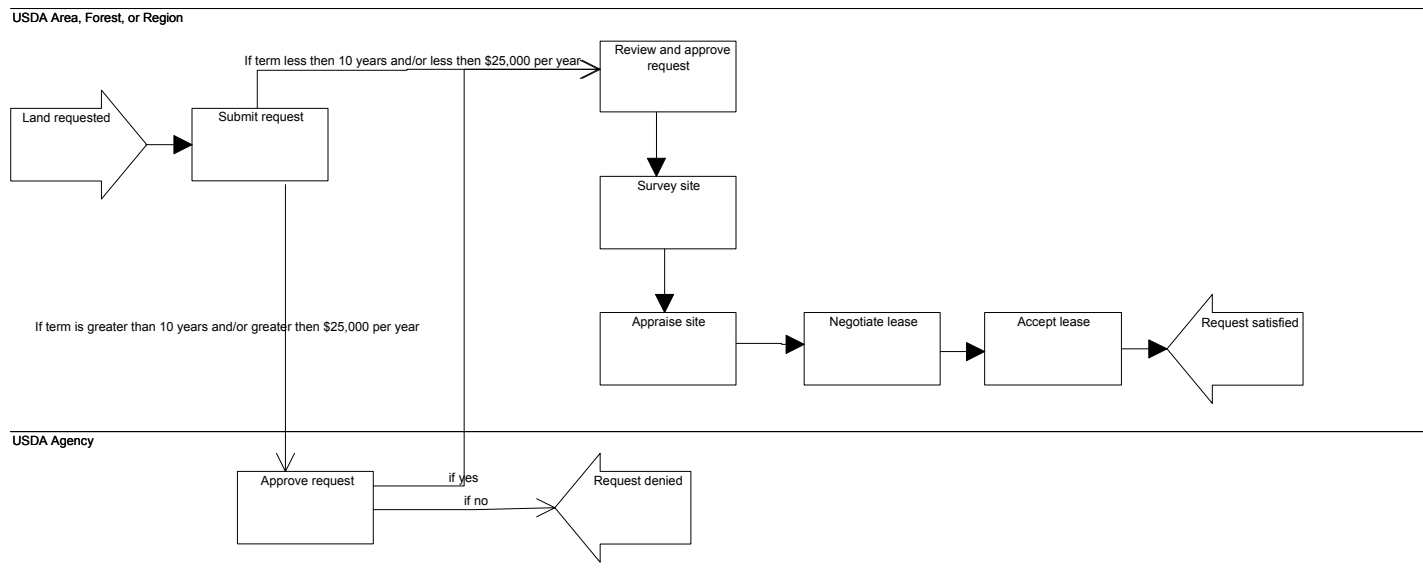 USDA Area, Forest, or Region
If term less then 10 years and/or less then $25,000 per year
Review and approve
request
Land requested
Submit request
Survey site
If term is greater than 10 years and/or greater then $25,000 per year
Appraise site
Negotiate lease
Accept lease
Request satisfied
USDA Agency
Approve request
if yes
if no
Request denied